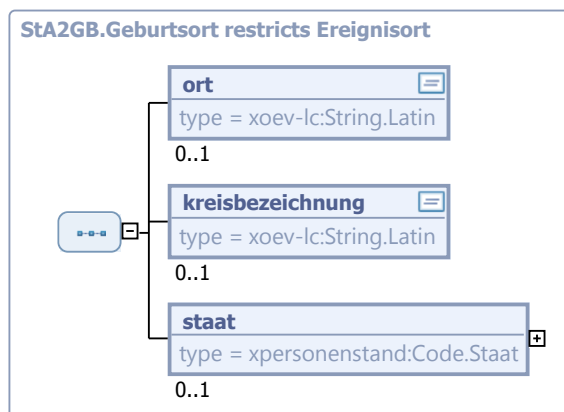 StA2GB.Geburtsort restricts Ereignisort
ort
type = xoev-lc:String.Latin
0..1
kreisbezeichnung
type = xoev-lc:String.Latin
0..1
staat
type = xpersonenstand:Code.Staat
0..1